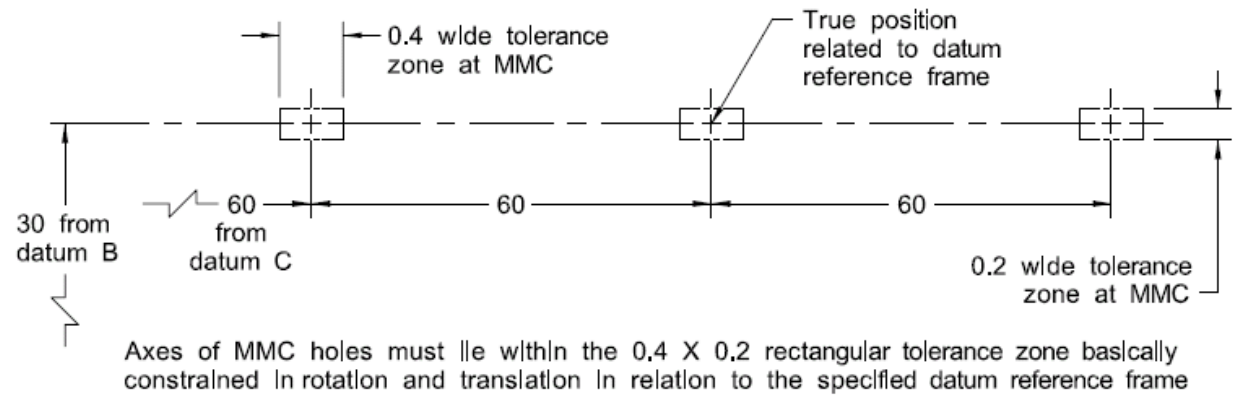 0.4 wide tolerance
zone at MMC
True position
related to datum
reference frame
30 from
datum B
60
from
datum C
60
60
0.2 wide tolerance
zone at MMC
Axes of MMC holes must lie within the 0.4 X 0.2 rectangular tolerance zone basically
constrained in rotation and translation in relation to the specified datum reference frame